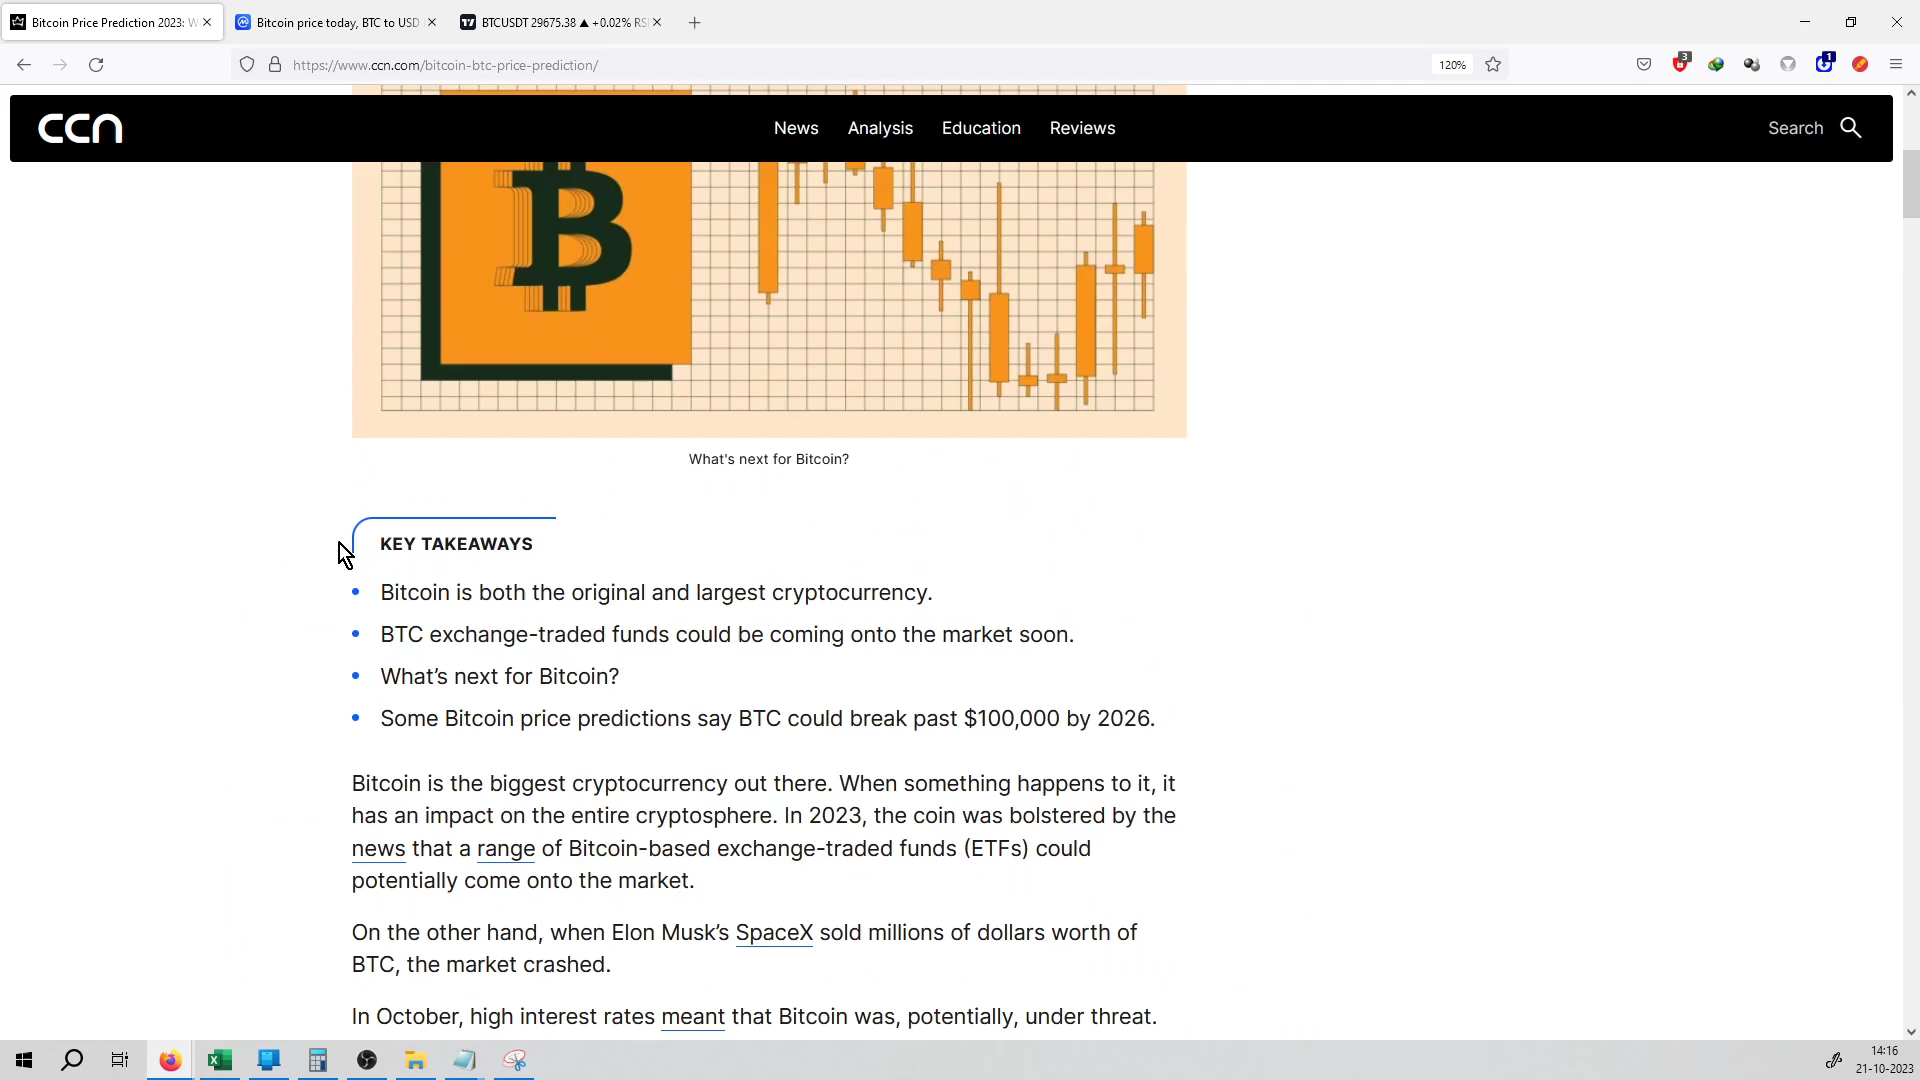 Bitcoin Price Prediction 2023: W
Bitcoin price today, BTC to USD
BTCUSDT 29675.38 ▲ +0.02% RSI
https://www.ccn.com/bitcoin-btc-price-prediction/
120%
3
1
ccn
News
Analysis
Education
Reviews
Search
What's next for Bitcoin?
KEY TAKEAWAYS
• Bitcoin is both the original and largest cryptocurrency.
• BTC exchange-traded funds could be coming onto the market soon.
• What’s next for Bitcoin?
• Some Bitcoin price predictions say BTC could break past $100,000 by 2026.
Bitcoin is the biggest cryptocurrency out there. When something happens to it, it
has an impact on the entire cryptosphere. In 2023, the coin was bolstered by the
news that a range of Bitcoin-based exchange-traded funds (ETFs) could
potentially come onto the market.
On the other hand, when Elon Musk’s SpaceX sold millions of dollars worth of
BTC, the market crashed.
In October, high interest rates meant that Bitcoin was, potentially, under threat.
14:16
21-10-2023